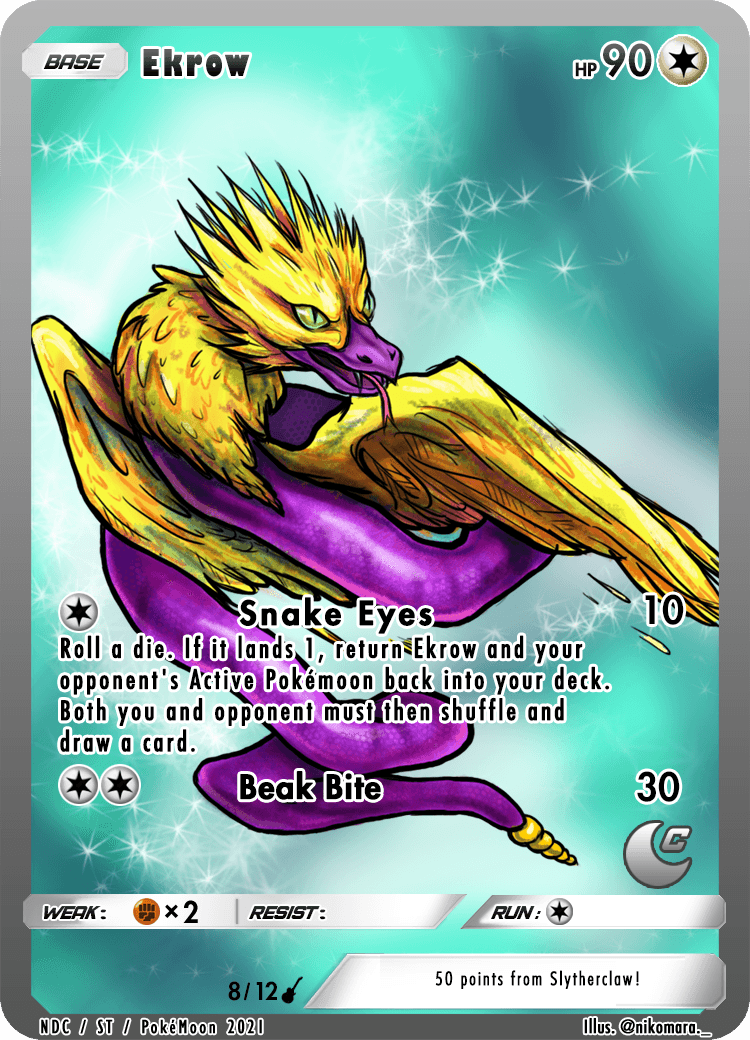 BASE Ekrow HP 90
Snake Eyes 10
Roll a die. If it lands 1, return Ekrow and your
opponent's Active Pokémoon back into your deck.
Both you and opponent must then shuffle and
draw a card.
Beak Bite 30
C
WEAK: ×2 RESIST: RUN:
50 points from Slytherclaw!
8/12
NDC / ST / PokéMoon 2021 Illus. @nikomara._